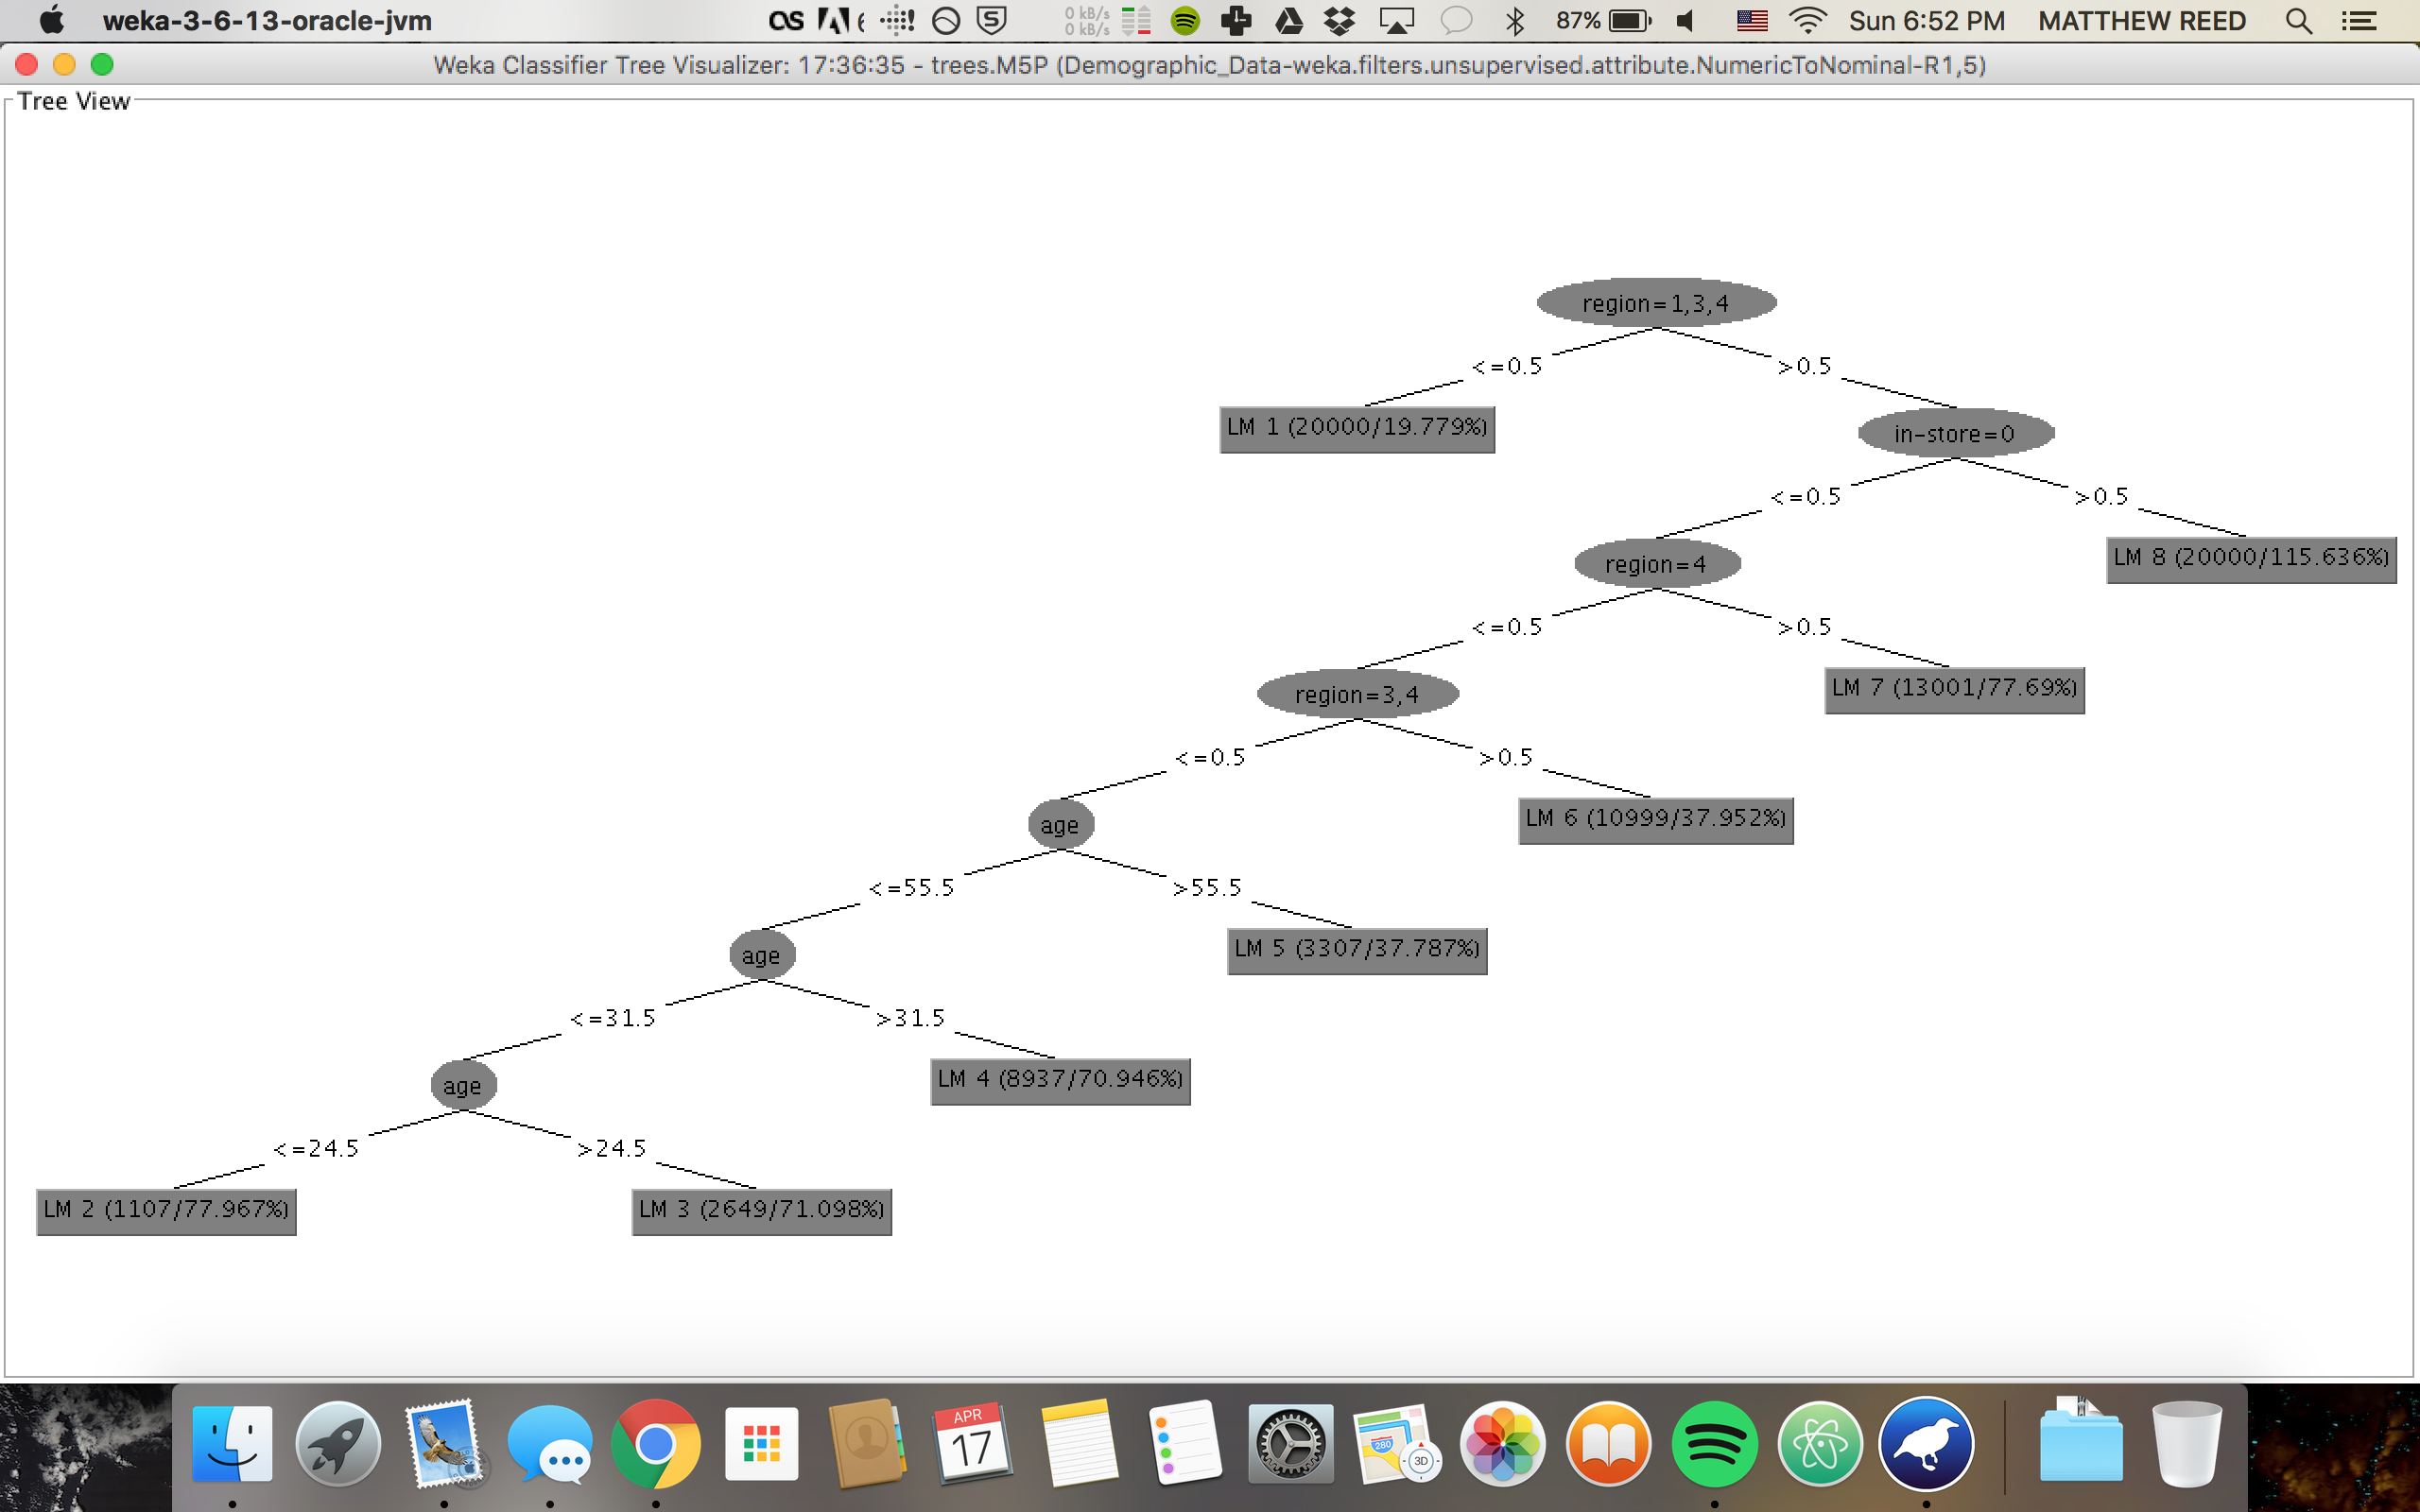 weka-3-6-13-oracle-jvm
0 kB/s
0 kB/s
87%
Sun 6:52 PM
MATTHEW REED
Weka Classifier Tree Visualizer: 17:36:35 - trees.M5P (Demographic_Data-weka.filters.unsupervised.attribute.NumericToNominal-R1,5)
Tree View
region=1,3,4
<=0.5
>0.5
LM 1 (20000/19.779%)
in-store=0
<=0.5
>0.5
region=4
LM 8 (20000/115.636%)
<=0.5
>0.5
region=3,4
LM 7 (13001/77.69%)
<=0.5
>0.5
age
LM 6 (10999/37.952%)
<=55.5
>55.5
age
LM 5 (3307/37.787%)
<=31.5
>31.5
age
LM 4 (8937/70.946%)
<=24.5
>24.5
LM 2 (1107/77.967%)
LM 3 (2649/71.098%)
APR
17
280
3D